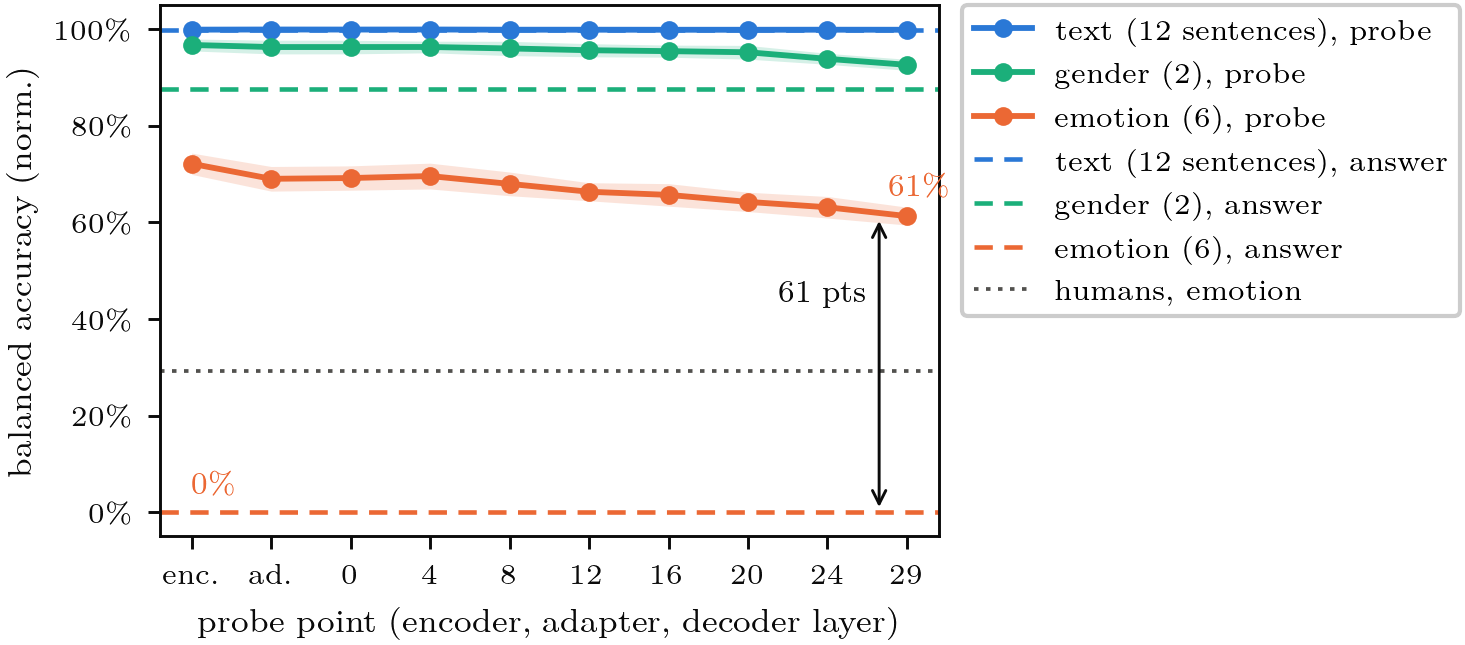 balanced accuracy (norm.)
100%
80%
60%
40%
20%
0%
61%
61 pts
0%
enc. ad. 0 4 8 12 16 20 24 29
probe point (encoder, adapter, decoder layer)
text (12 sentences), probe
gender (2), probe
emotion (6), probe
text (12 sentences), answer
gender (2), answer
emotion (6), answer
humans, emotion